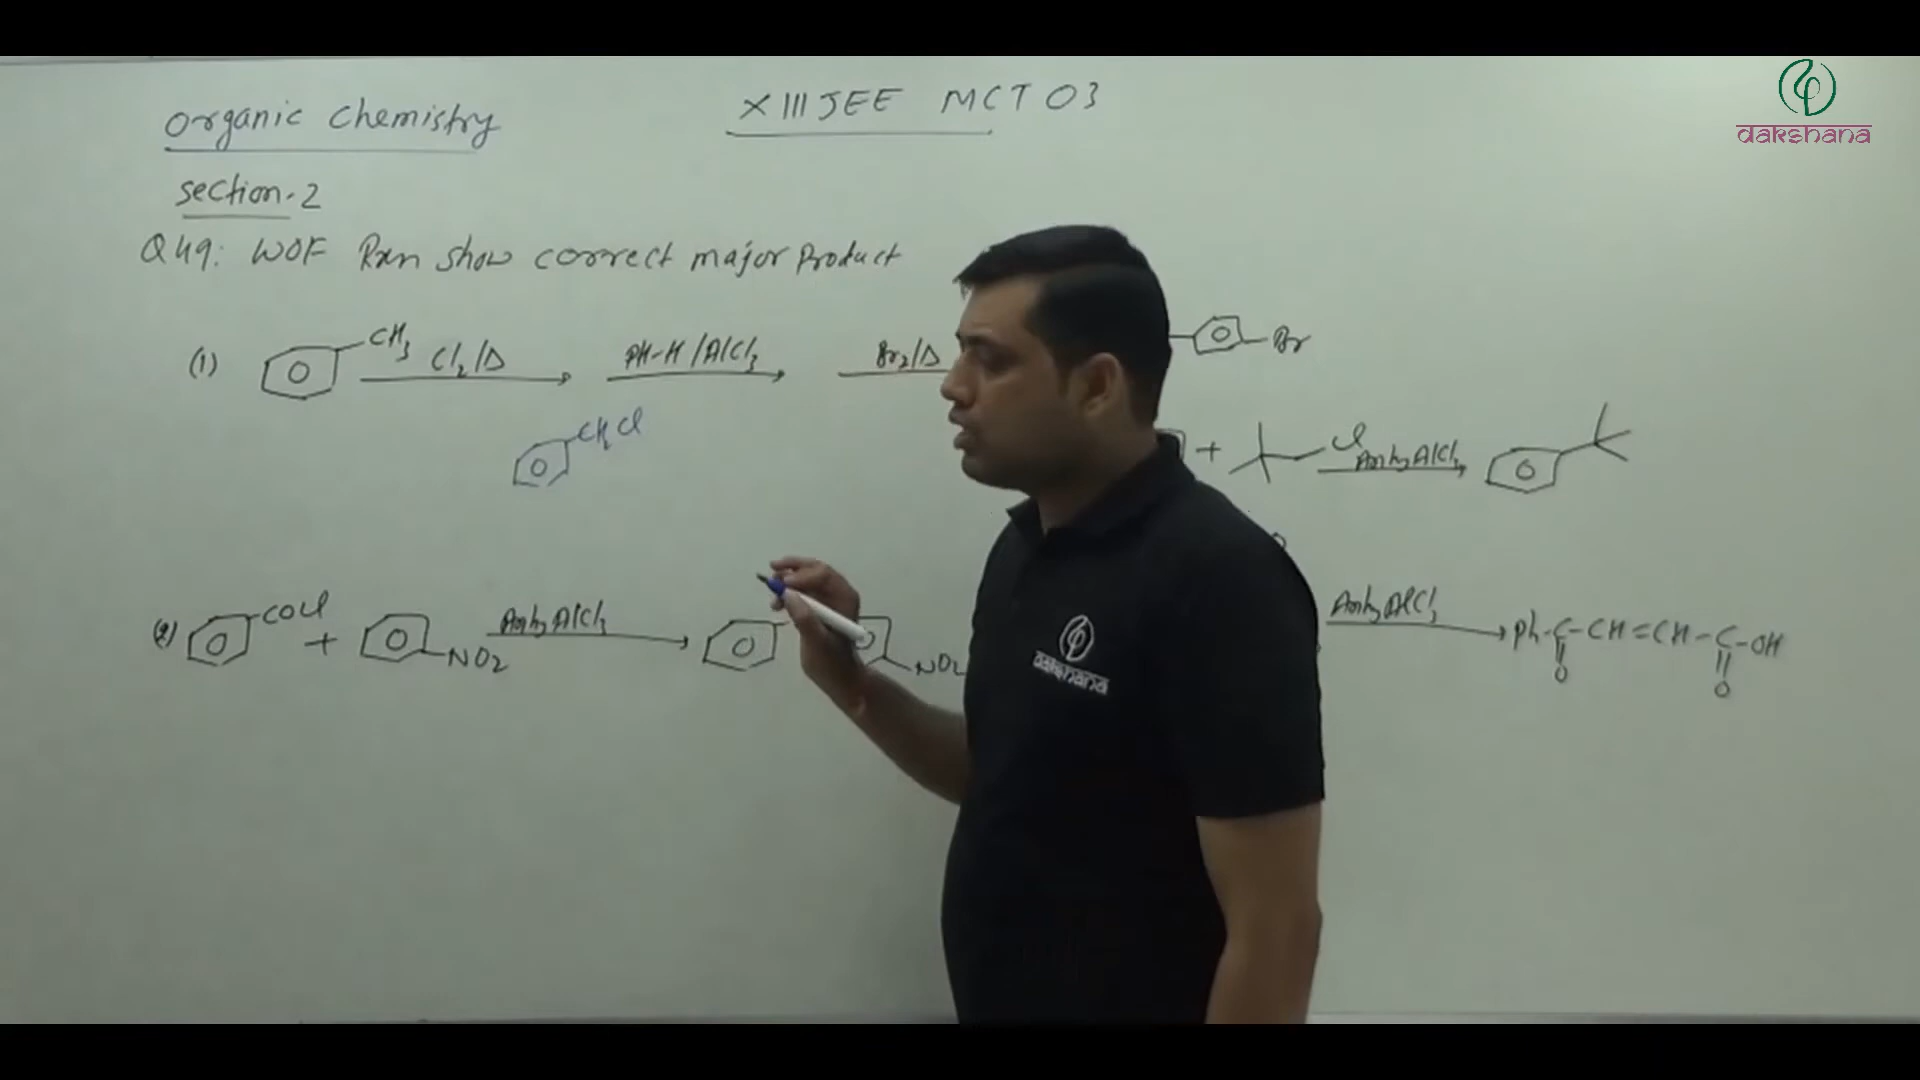 Organic Chemistry
XIII JEE MCT 03
dakshana
Section-2
Q49: WOF Rxn show correct major Product
(1) CH3 Cl2/Δ PH-H/AlCl3 Br2/Δ Br
CH2Cl
+ Cl Anhy AlCl3
(2) COCl + NO2 Anhy AlCl3 NO2
Anhy AlCl3 Ph-C-CH=CH-C-OH
O O
dakshana